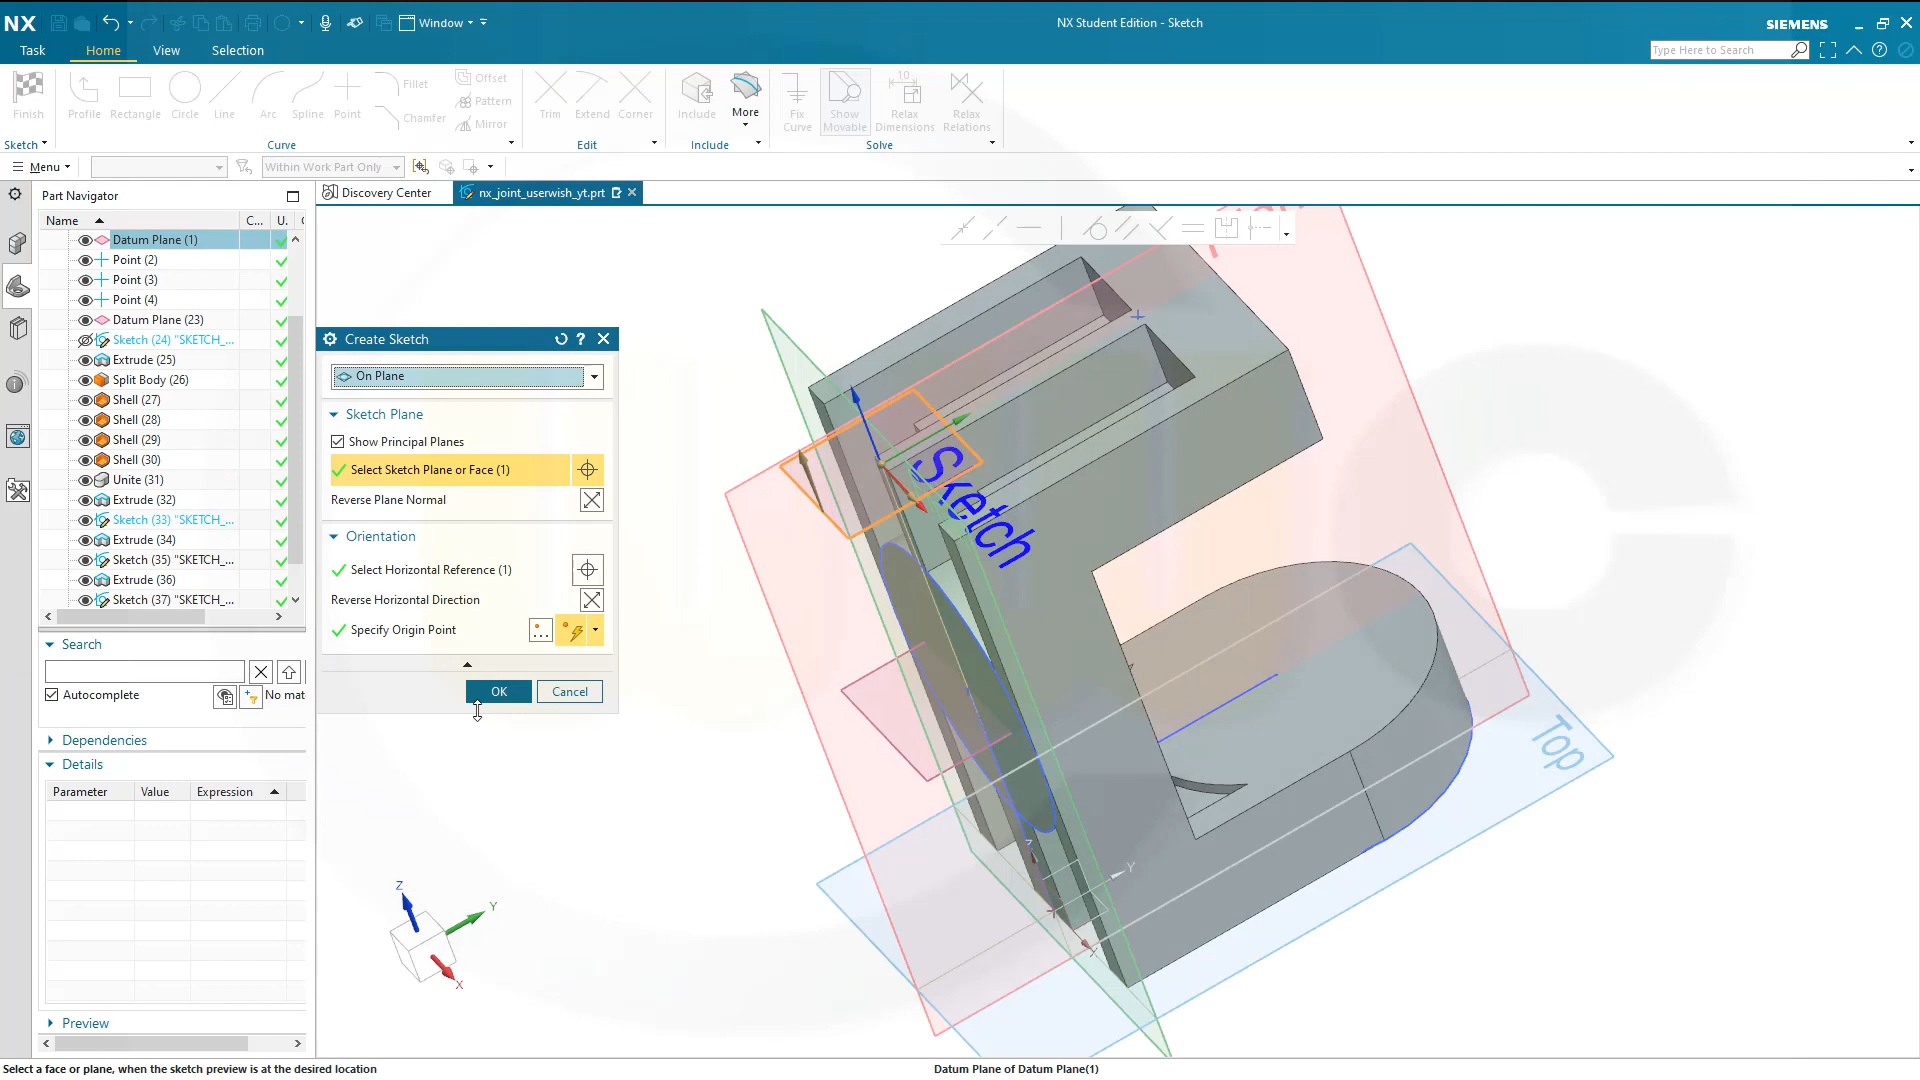 NX
Window
NX Student Edition - Sketch
SIEMENS
Task
Home
View
Selection
Type Here to Search
Finish
Profile
Rectangle
Circle
Line
Arc
Spline
Point
Fillet
Chamfer
Offset
Pattern
Mirror
Trim
Extend
Corner
Include
More
Fix Curve
Show Movable
Relax Dimensions
Relax Relations
Sketch
Curve
Edit
Include
Solve
Menu
Within Work Part Only
Part Navigator
Discovery Center
nx_joint_userwish_yt.prt
Name
C...
U.
Datum Plane (1)
Point (2)
Point (3)
Point (4)
Datum Plane (23)
Sketch (24) "SKETCH_...
Extrude (25)
Split Body (26)
Shell (27)
Shell (28)
Shell (29)
Shell (30)
Unite (31)
Extrude (32)
Sketch (33) "SKETCH_...
Extrude (34)
Sketch (35) "SKETCH_...
Extrude (36)
Sketch (37) "SKETCH_...
Search
Autocomplete
No mat
Dependencies
Details
Parameter
Value
Expression
Preview
Create Sketch
On Plane
Sketch Plane
Show Principal Planes
Select Sketch Plane or Face (1)
Reverse Plane Normal
Orientation
Select Horizontal Reference (1)
Reverse Horizontal Direction
Specify Origin Point
OK
Cancel
Sketch
Top
Z
Y
X
Z
Y
X
Select a face or plane, when the sketch preview is at the desired location
Datum Plane of Datum Plane(1)